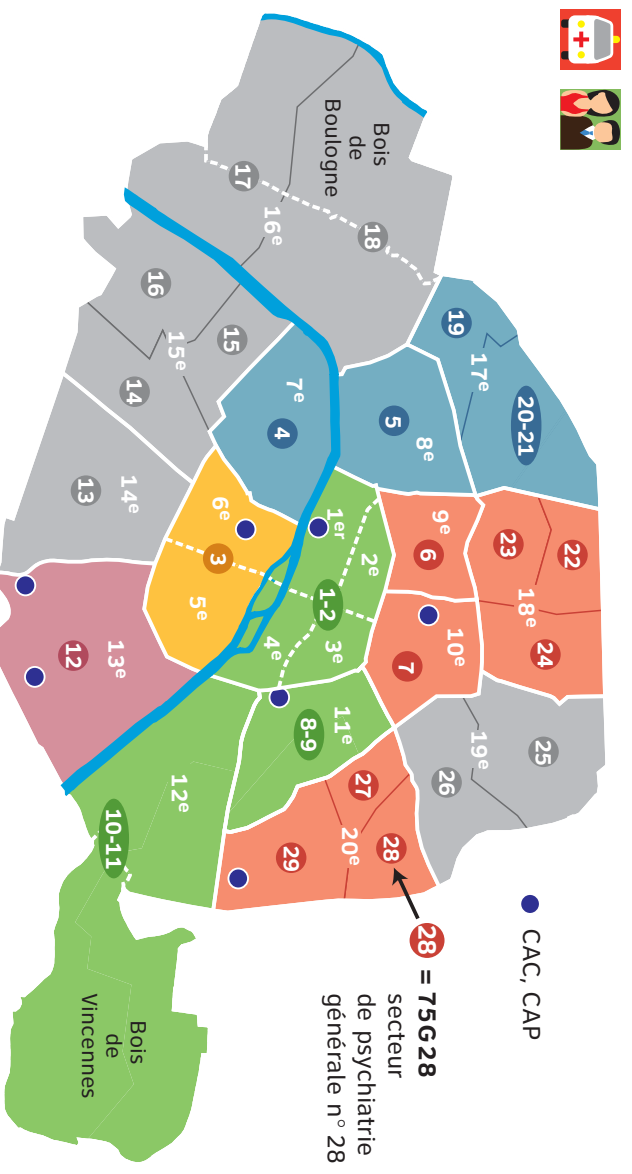 CAC, CAP
22
24
25
20-21
23
18e
17e
19e
19
9e
10e
26
6
7
8e
5
28
28 = 75G28
secteur
de psychiatrie
générale n° 28
18
Bois
de
Boulogne
17
16e
2e
3e
1er
1-2
4e
11e
8-9
27
20e
29
7e
4
6e
3
5e
15
15e
16
14
12e
10-11
Bois
de
Vincennes
14e
13
13e
12